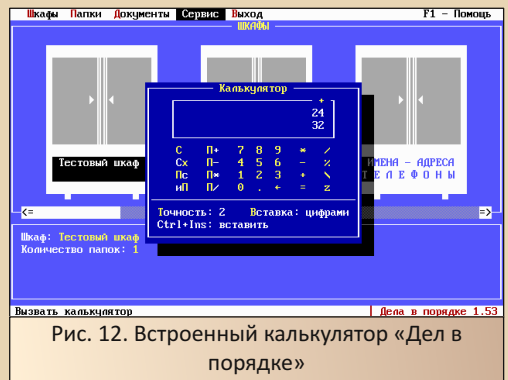 Шкафы Папки Документы Сервис Выход F1 - Помощь
ШКАФЫ
Калькулятор
+
24
32
С П+ 7 8 9 * /
Сх П- 4 5 6 - %
Пс П* 1 2 3 + \
иП П/ 0 . ← = z
Точность: 2 Вставка: цифрами
Ctrl+Ins: вставить
Тестовый шкаф
ИМЕНА - АДРЕСА
ТЕЛЕФОНЫ
<= =>
Шкаф: Тестовый шкаф
Количество папок: 1
Вызвать калькулятор Дела в порядке 1.53
Рис. 12. Встроенный калькулятор «Дел в
порядке»